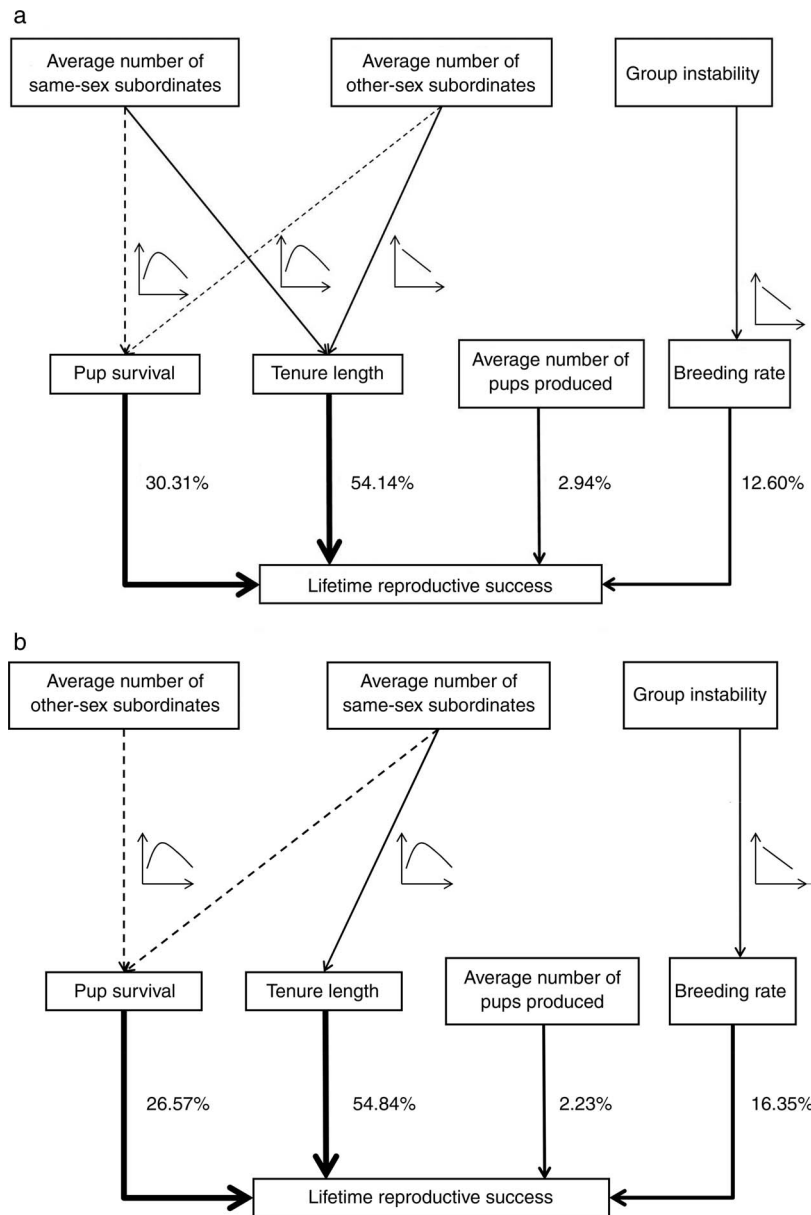 a
Average number of
same-sex subordinates
Average number of
other-sex subordinates
Group instability
Pup survival
Tenure length
Average number of
pups produced
Breeding rate
30.31%
54.14%
2.94%
12.60%
Lifetime reproductive success
b
Average number of
other-sex subordinates
Average number of
same-sex subordinates
Group instability
Pup survival
Tenure length
Average number of
pups produced
Breeding rate
26.57%
54.84%
2.23%
16.35%
Lifetime reproductive success